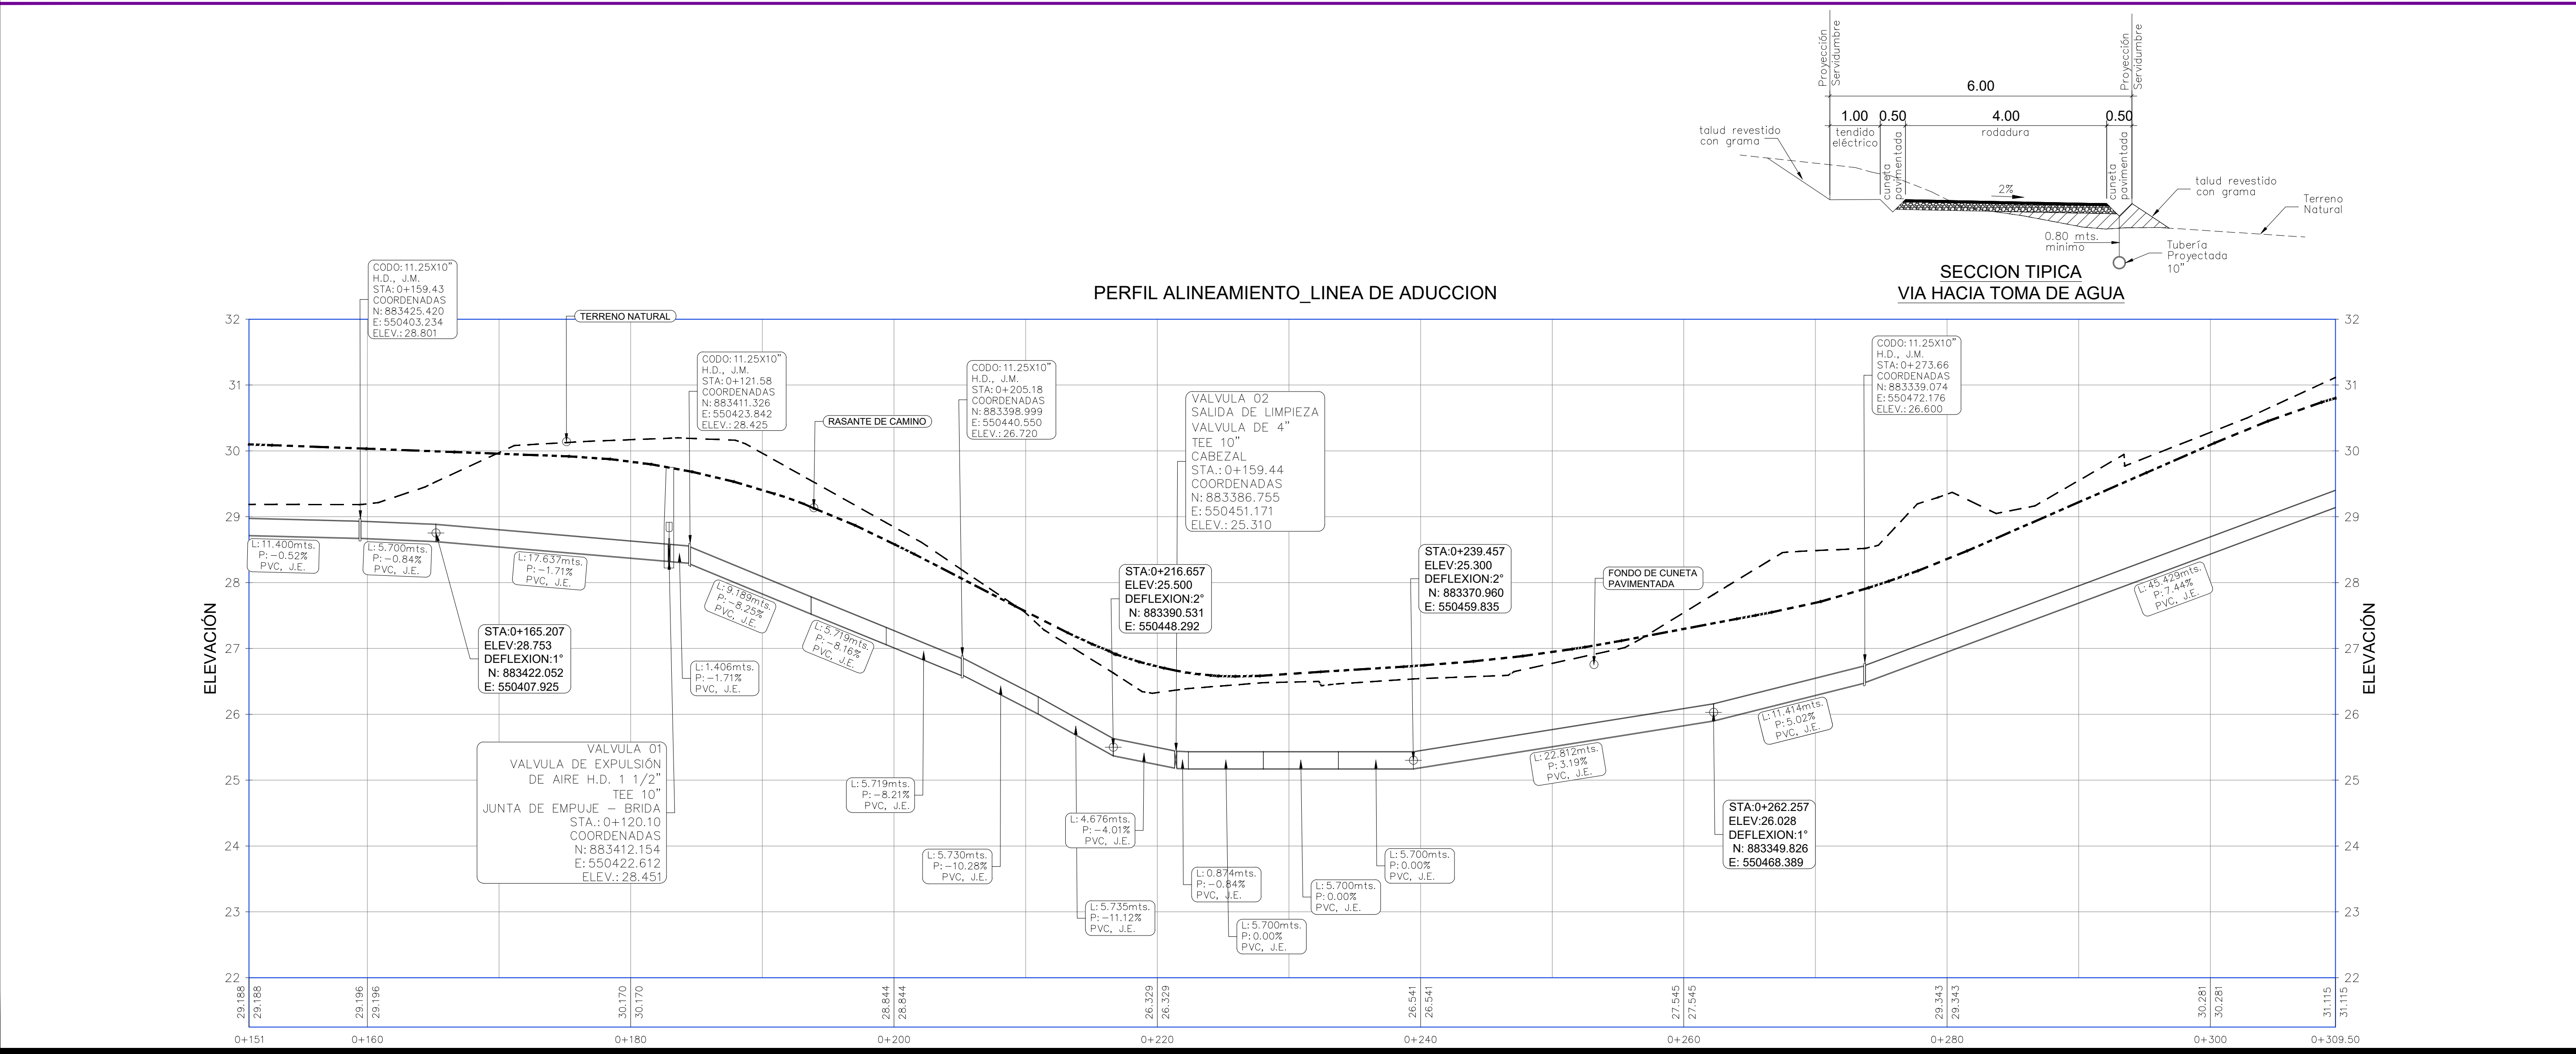 Proyección
Servidumbre
Proyección
Servidumbre
6.00
1.00
0.50
4.00
0.50
tendido
eléctrico
rodadura
cuneta
pavimentada
cuneta
pavimentada
talud revestido
con grama
2%
talud revestido
con grama
Terreno
Natural
0.80 mts.
minimo
Tubería
Proyectada
10"
SECCION TIPICA
VIA HACIA TOMA DE AGUA
PERFIL ALINEAMIENTO_LINEA DE ADUCCION
CODO: 11.25X10"
H.D., J.M.
STA: 0+159.43
COORDENADAS
N: 883425.420
E: 550403.234
ELEV.: 28.801
TERRENO NATURAL
CODO: 11.25X10"
H.D., J.M.
STA: 0+121.58
COORDENADAS
N: 883411.326
E: 550423.842
ELEV.: 28.425
RASANTE DE CAMINO
CODO: 11.25X10"
H.D., J.M.
STA: 0+205.18
COORDENADAS
N: 883398.999
E: 550440.550
ELEV.: 26.720
VALVULA 02
SALIDA DE LIMPIEZA
VALVULA DE 4"
TEE 10"
CABEZAL
STA.: 0+159.44
COORDENADAS
N: 883386.755
E: 550451.171
ELEV.: 25.310
CODO: 11.25X10"
H.D., J.M.
STA: 0+273.66
COORDENADAS
N: 883339.074
E: 550472.176
ELEV.: 26.600
32
31
30
29
28
27
26
25
24
23
22
ELEVACIÓN
32
31
30
29
28
27
26
25
24
23
22
ELEVACIÓN
L: 11.400mts.
P: -0.52%
PVC, J.E.
L: 5.700mts.
P: -0.84%
PVC, J.E.
L: 17.637mts.
P: -1.71%
PVC, J.E.
STA:0+165.207
ELEV:28.753
DEFLEXION:1°
N: 883422.052
E: 550407.925
L: 1.406mts.
P: -1.71%
PVC, J.E.
L: 9.189mts.
P: -8.25%
PVC, J.E.
L: 5.719mts.
P: -8.16%
PVC, J.E.
VALVULA 01
VALVULA DE EXPULSIÓN
DE AIRE H.D. 1 1/2"
TEE 10"
JUNTA DE EMPUJE - BRIDA
STA.: 0+120.10
COORDENADAS
N: 883412.154
E: 550422.612
ELEV.: 28.451
L: 5.719mts.
P: -8.21%
PVC, J.E.
L: 5.730mts.
P: -10.28%
PVC, J.E.
L: 5.735mts.
P: -11.12%
PVC, J.E.
STA:0+216.657
ELEV:25.500
DEFLEXION:2°
N: 883390.531
E: 550448.292
L: 4.676mts.
P: -4.01%
PVC, J.E.
L: 0.874mts.
P: -0.84%
PVC, J.E.
L: 5.700mts.
P: 0.00%
PVC, J.E.
L: 5.700mts.
P: 0.00%
PVC, J.E.
L: 5.700mts.
P: 0.00%
PVC, J.E.
STA:0+239.457
ELEV:25.300
DEFLEXION:2°
N: 883370.960
E: 550459.835
FONDO DE CUNETA
PAVIMENTADA
L: 22.812mts.
P: 3.19%
PVC, J.E.
STA:0+262.257
ELEV:26.028
DEFLEXION:1°
N: 883349.826
E: 550468.389
L: 11.414mts.
P: 5.02%
PVC, J.E.
L: 45.429mts.
P: 7.44%
PVC, J.E.
29.188
29.188
29.196
29.196
30.170
30.170
28.844
28.844
26.329
26.329
26.541
26.541
27.545
27.545
29.343
29.343
30.281
30.281
31.115
31.115
0+151
0+160
0+180
0+200
0+220
0+240
0+260
0+280
0+300
0+309.50